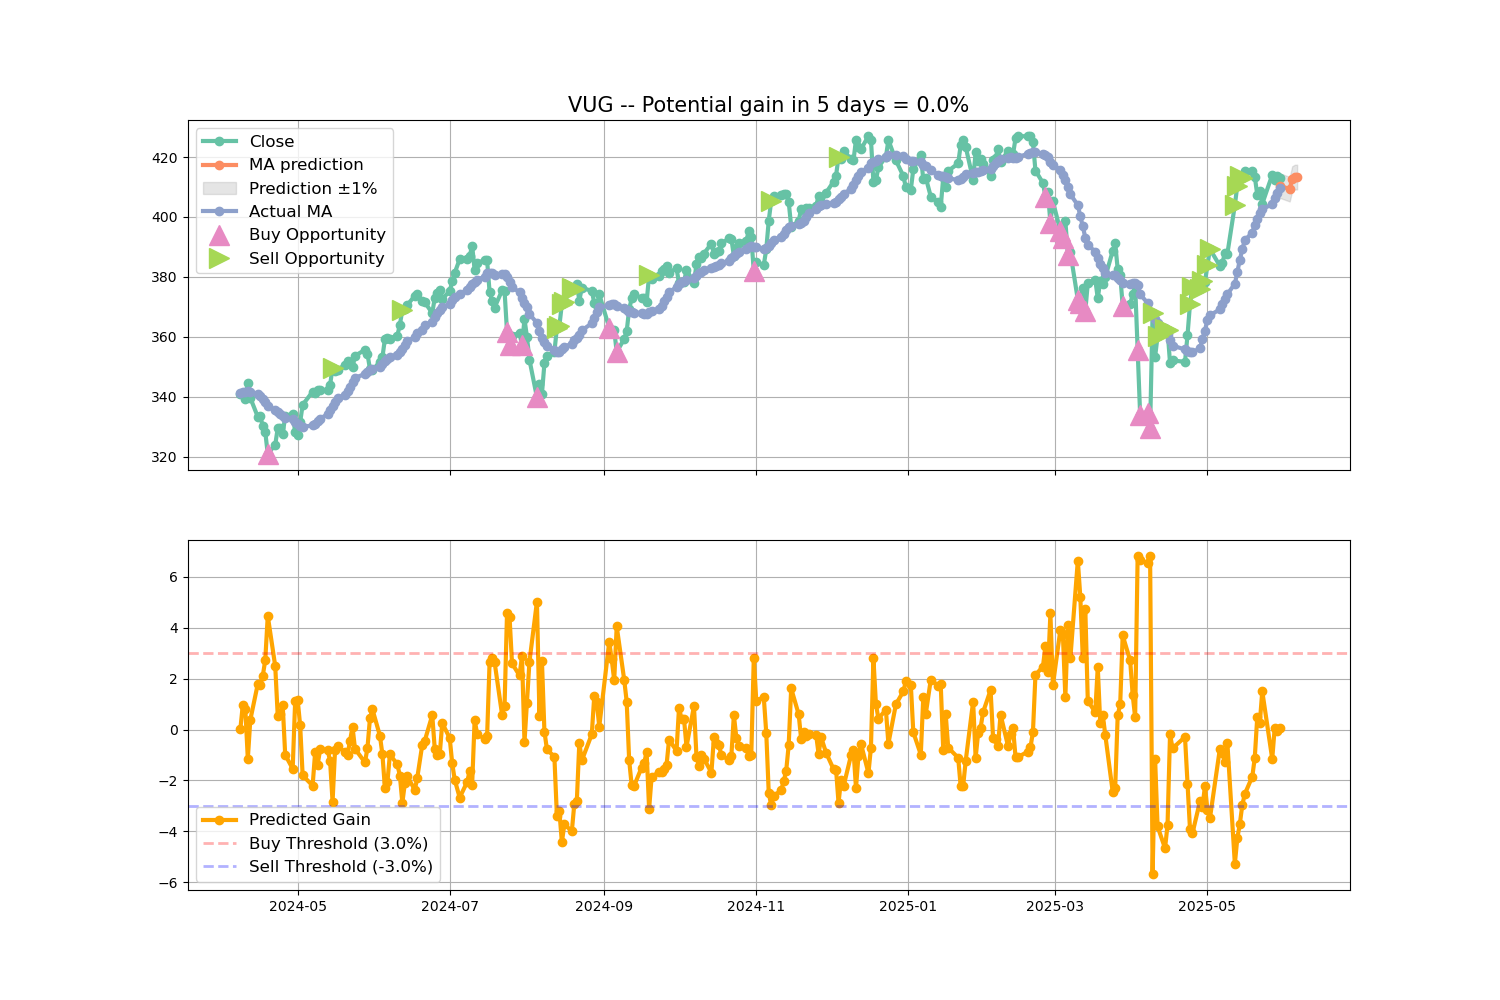 VUG -- Potential gain in 5 days = 0.0%
Close
MA prediction
Prediction ±1%
Actual MA
Buy Opportunity
Sell Opportunity
420
400
380
360
340
320
6
4
2
0
−2
−4
−6
Predicted Gain
Buy Threshold (3.0%)
Sell Threshold (-3.0%)
2024-05 2024-07 2024-09 2024-11 2025-01 2025-03 2025-05